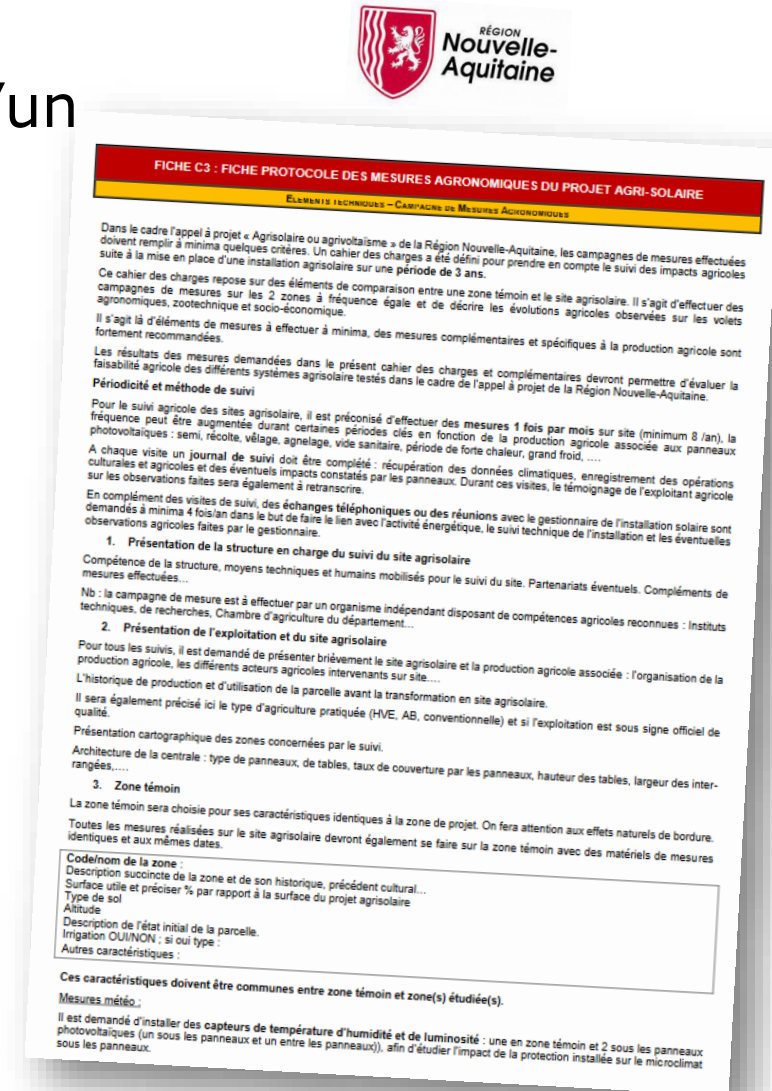 RÉGION
Nouvelle-
Aquitaine
'un
FICHE C3 : FICHE PROTOCOLE DES MESURES AGRONOMIQUES DU PROJET AGRI-SOLAIRE
ELEMENTS TECHNIQUES – CAMPAGNE DE MESURES AGRONOMIQUES
Dans le cadre l'appel à projet « Agrisolaire ou agrivoltaïsme » de la Région Nouvelle-Aquitaine, les campagnes de mesures effectuées
doivent remplir à minima quelques critères. Un cahier des charges a été défini pour prendre en compte le suivi des impacts agricoles
suite à la mise en place d'une installation agrisolaire sur une période de 3 ans.
Ce cahier des charges repose sur des éléments de comparaison entre une zone témoin et le site agrisolaire. Il s'agit d'effectuer des
campagnes de mesures sur les 2 zones à fréquence égale et de décrire les évolutions agricoles observées sur les volets
agronomiques, zootechnique et socio-économique.
Il s'agit là d'éléments de mesures à effectuer à minima, des mesures complémentaires et spécifiques à la production agricole sont
fortement recommandées.
Les résultats des mesures demandées dans le présent cahier des charges et complémentaires devront permettre d'évaluer la
faisabilité agricole des différents systèmes agrisolaire testés dans le cadre de l'appel à projet de la Région Nouvelle-Aquitaine.
Périodicité et méthode de suivi
Pour le suivi agricole des sites agrisolaire, il est préconisé d'effectuer des mesures 1 fois par mois sur site (minimum 8 /an), la
fréquence peut être augmentée durant certaines périodes clés en fonction de la production agricole associée aux panneaux
photovoltaïques : semi, récolte, vêlage, agnelage, vide sanitaire, période de forte chaleur, grand froid, ….
A chaque visite un journal de suivi doit être complété : récupération des données climatiques, enregistrement des opérations
culturales et agricoles et des éventuels impacts constatés par les panneaux. Durant ces visites, le témoignage de l'exploitant agricole
sur les observations faites sera également à retranscrire.
En complément des visites de suivi, des échanges téléphoniques ou des réunions avec le gestionnaire de l'installation solaire sont
demandés à minima 4 fois/an dans le but de faire le lien avec l'activité énergétique, le suivi technique de l'installation et les éventuelles
observations agricoles faites par le gestionnaire.
1. Présentation de la structure en charge du suivi du site agrisolaire
Compétence de la structure, moyens techniques et humains mobilisés pour le suivi du site. Partenariats éventuels. Compléments de
mesures effectuées…
Nb : la campagne de mesure est à effectuer par un organisme indépendant disposant de compétences agricoles reconnues : Instituts
techniques, de recherches, Chambre d'agriculture du département…
2. Présentation de l'exploitation et du site agrisolaire
Pour tous les suivis, il est demandé de présenter brièvement le site agrisolaire et la production agricole associée : l'organisation de la
production agricole, les différents acteurs agricoles intervenants sur site….
L'historique de production et d'utilisation de la parcelle avant la transformation en site agrisolaire.
Il sera également précisé ici le type d'agriculture pratiquée (HVE, AB, conventionnelle) et si l'exploitation est sous signe officiel de
qualité.
Présentation cartographique des zones concernées par le suivi.
Architecture de la centrale : type de panneaux, de tables, taux de couverture par les panneaux, hauteur des tables, largeur des inter-
rangées,….
3. Zone témoin
La zone témoin sera choisie pour ses caractéristiques identiques à la zone de projet. On fera attention aux effets naturels de bordure.
Toutes les mesures réalisées sur le site agrisolaire devront également se faire sur la zone témoin avec des matériels de mesures
identiques et aux mêmes dates.
Code/nom de la zone :
Description succincte de la zone et de son historique, précédent cultural…
Surface utile et préciser % par rapport à la surface du projet agrisolaire
Type de sol
Altitude
Description de l'état initial de la parcelle.
Irrigation OUI/NON ; si oui type :
Autres caractéristiques :
Ces caractéristiques doivent être communes entre zone témoin et zone(s) étudiée(s).
Mesures météo :
Il est demandé d'installer des capteurs de température d'humidité et de luminosité : une en zone témoin et 2 sous les panneaux
photovoltaïques (un sous les panneaux et un entre les panneaux)), afin d'étudier l'impact de la protection installée sur le microclimat
sous les panneaux.